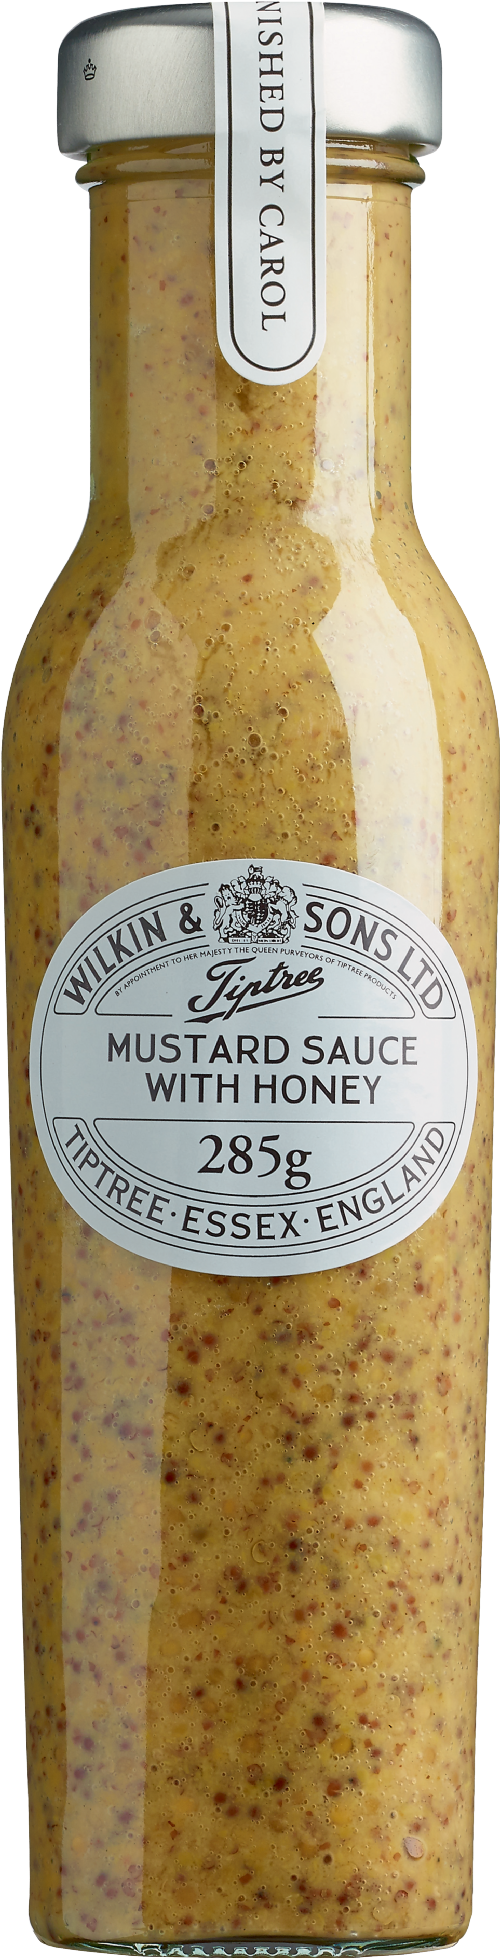 NISHED BY CAROL
WILKIN & SONS LTD
BY APPOINTMENT TO HER MAJESTY THE QUEEN PURVEYORS OF TIPTREE PRODUCTS
Tiptree
MUSTARD SAUCE
WITH HONEY
285g
TIPTREE · ESSEX · ENGLAND